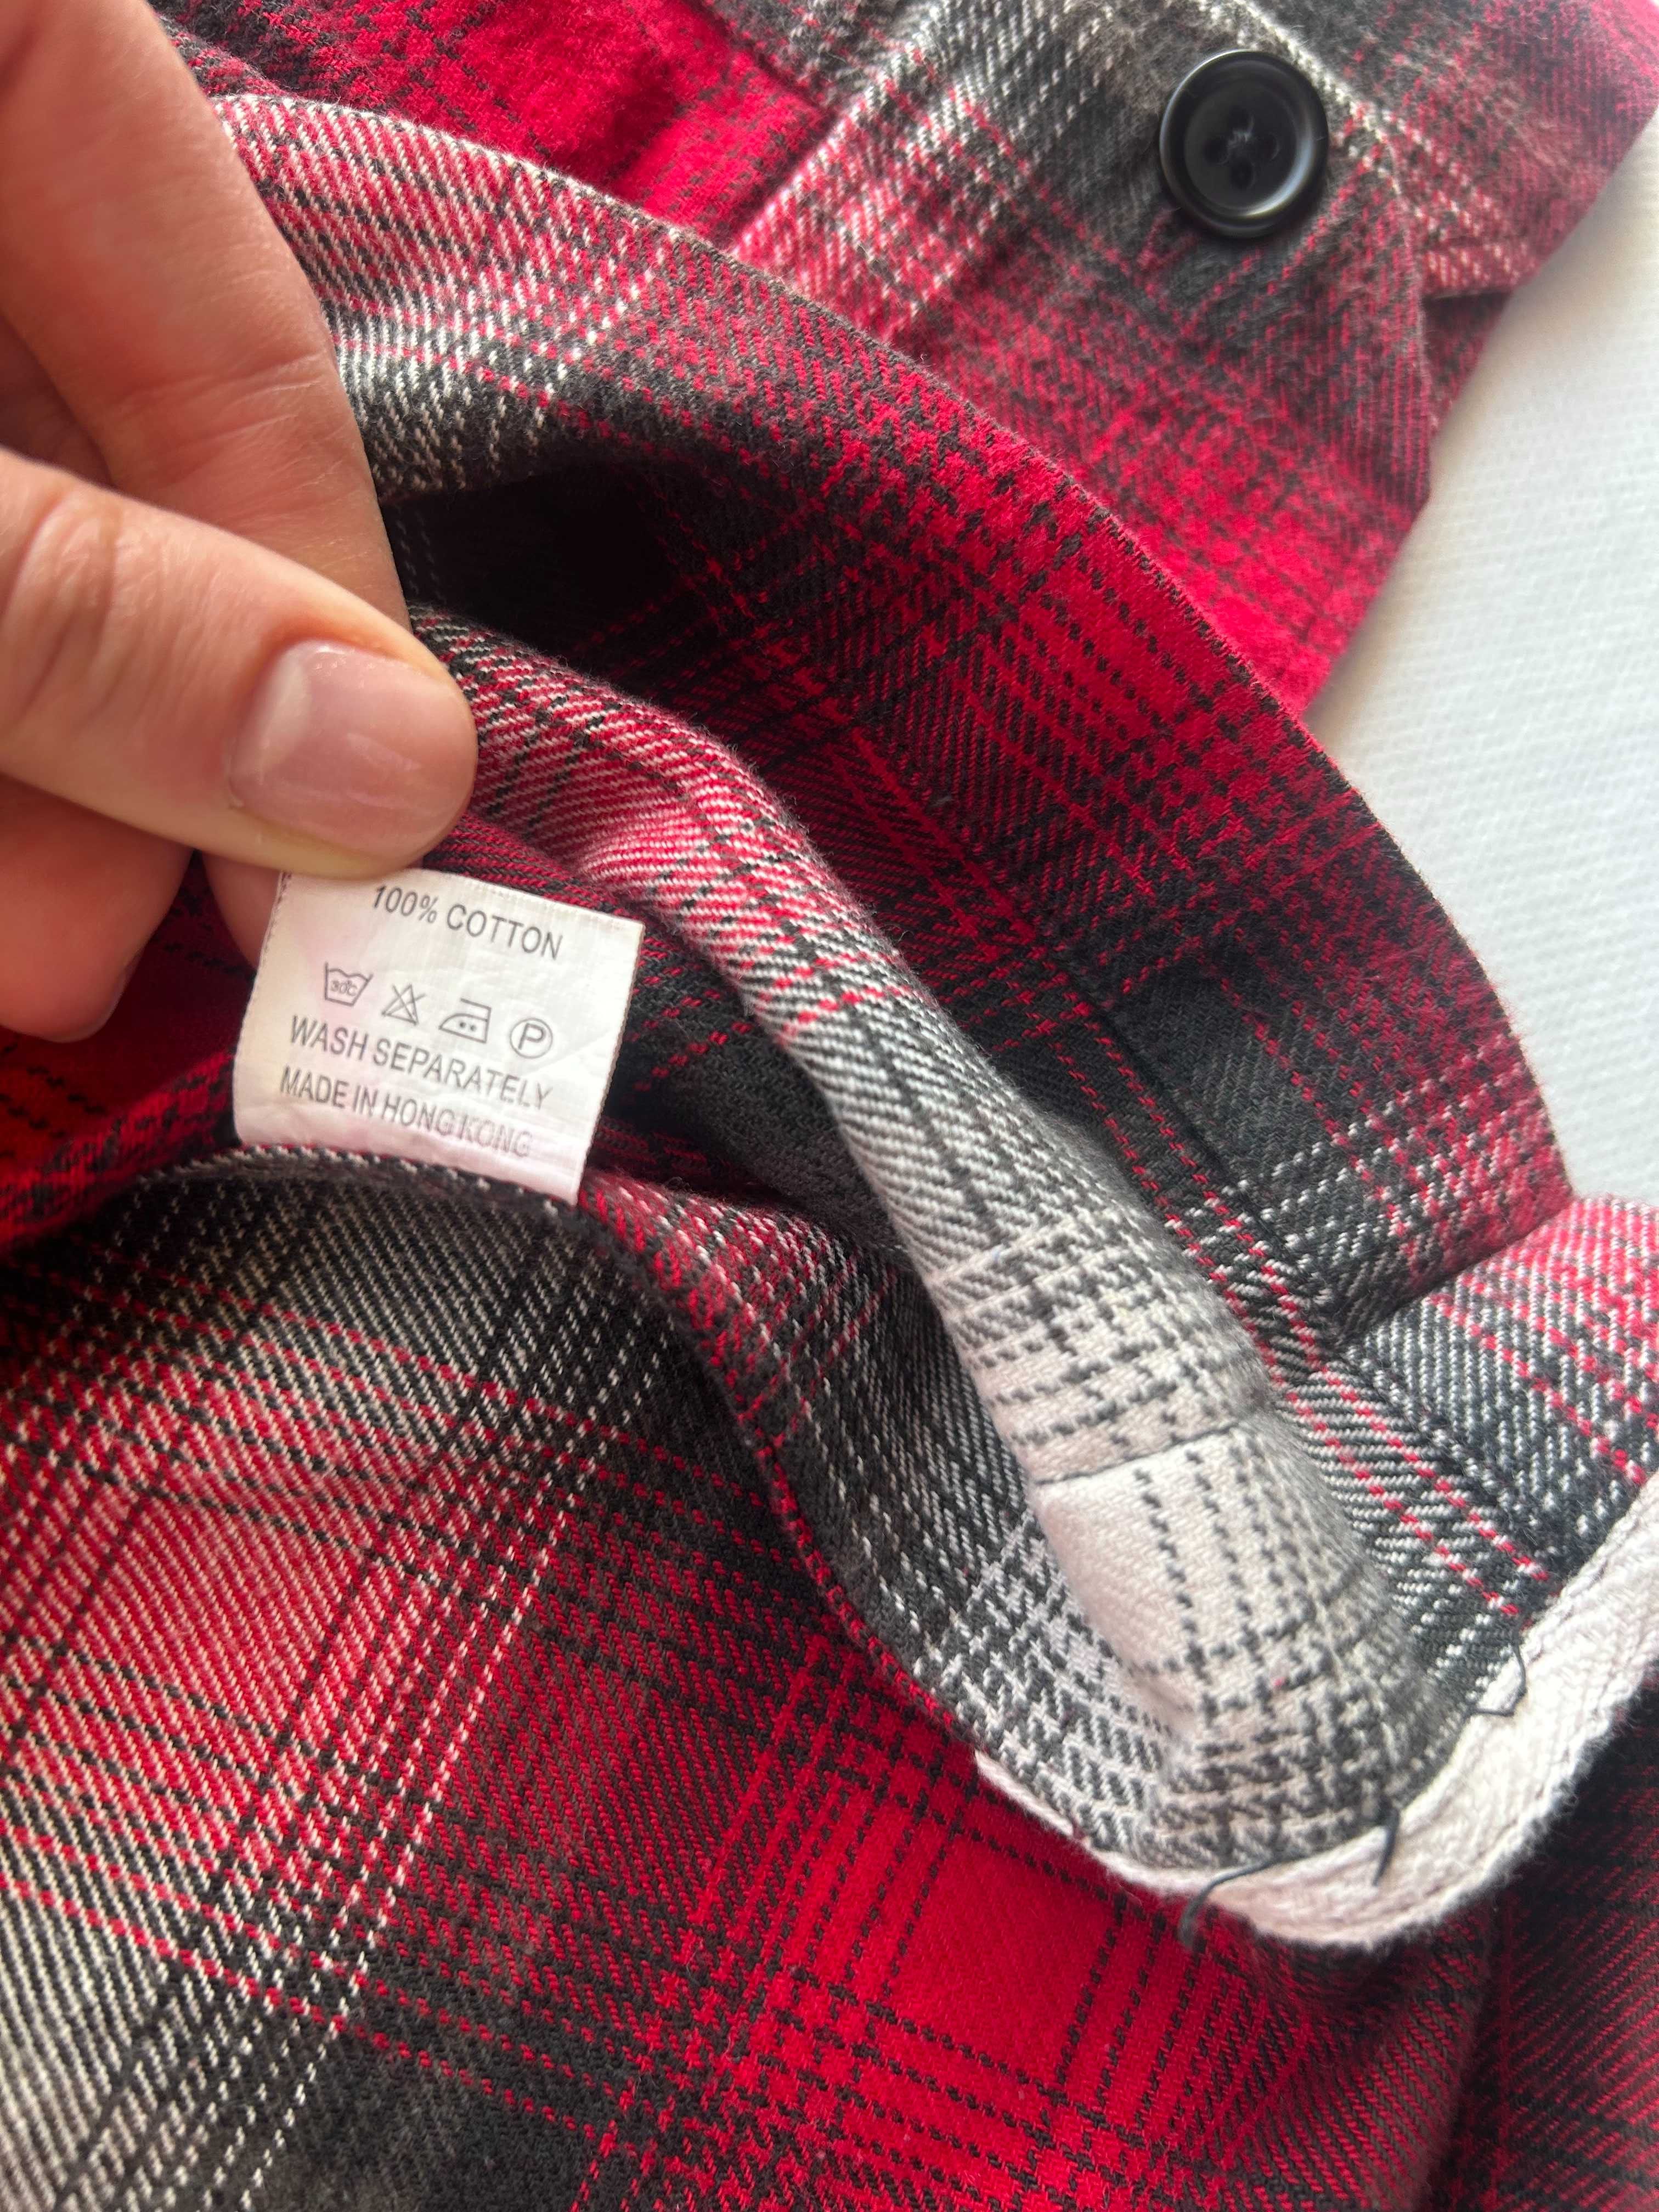 100% COTTON
30°C P
WASH SEPARATELY
MADE IN HONG KONG